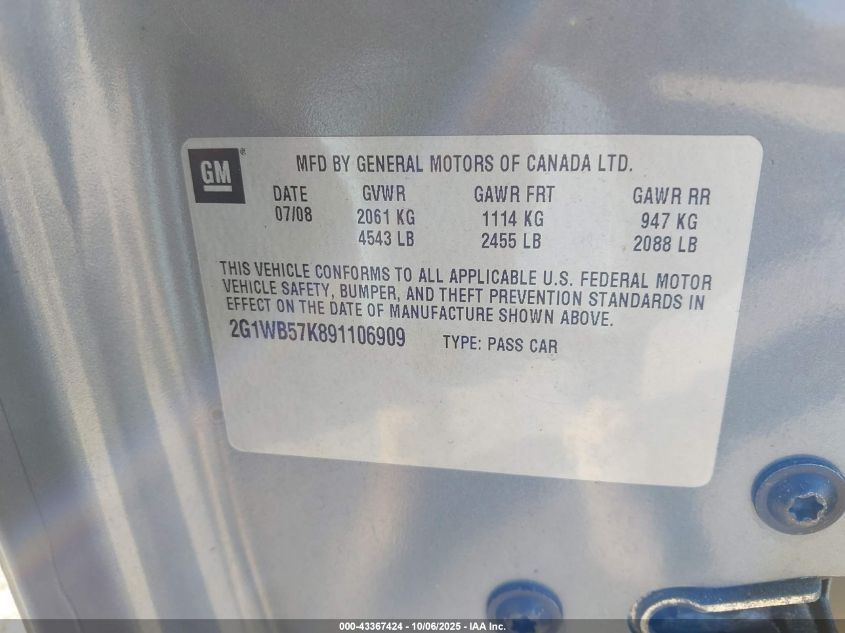 GM®
MFD BY GENERAL MOTORS OF CANADA LTD.
DATE GVWR GAWR FRT GAWR RR
07/08 2061 KG 1114 KG 947 KG
4543 LB 2455 LB 2088 LB
THIS VEHICLE CONFORMS TO ALL APPLICABLE U.S. FEDERAL MOTOR
VEHICLE SAFETY, BUMPER, AND THEFT PREVENTION STANDARDS IN
EFFECT ON THE DATE OF MANUFACTURE SHOWN ABOVE.
2G1WB57K891106909 TYPE: PASS CAR
000-43367424 - 10/06/2025 - IAA Inc.